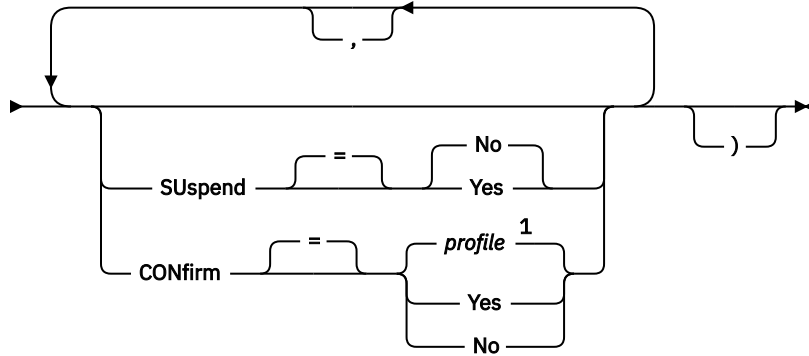 ,
)
= No
SUspend Yes
= profile 1
CONfirm
Yes
No